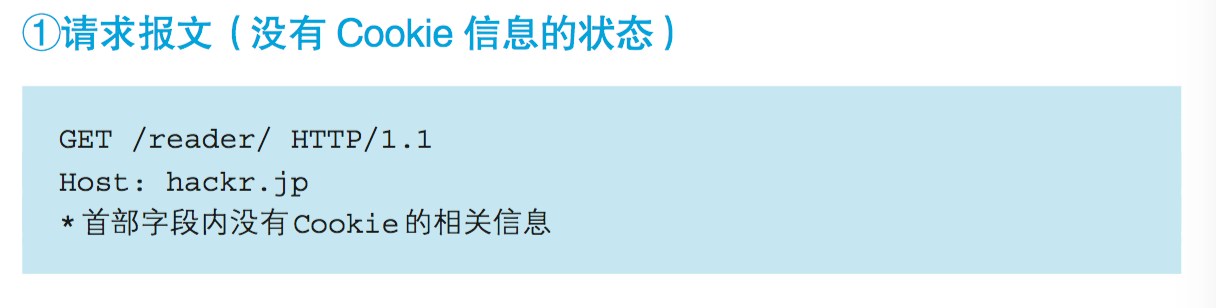 ①请求报文（没有 Cookie 信息的状态）
GET /reader/ HTTP/1.1
Host: hackr.jp
*首部字段内没有Cookie的相关信息